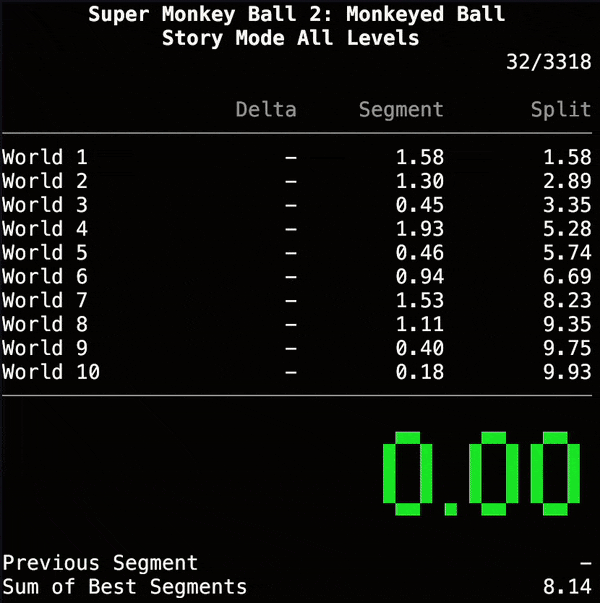 Super Monkey Ball 2: Monkeyed Ball
Story Mode All Levels
32/3318
Delta Segment Split
World 1 – 1.58 1.58
World 2 – 1.30 2.89
World 3 – 0.45 3.35
World 4 – 1.93 5.28
World 5 – 0.46 5.74
World 6 – 0.94 6.69
World 7 – 1.53 8.23
World 8 – 1.11 9.35
World 9 – 0.40 9.75
World 10 – 0.18 9.93
0.00
Previous Segment –
Sum of Best Segments 8.14